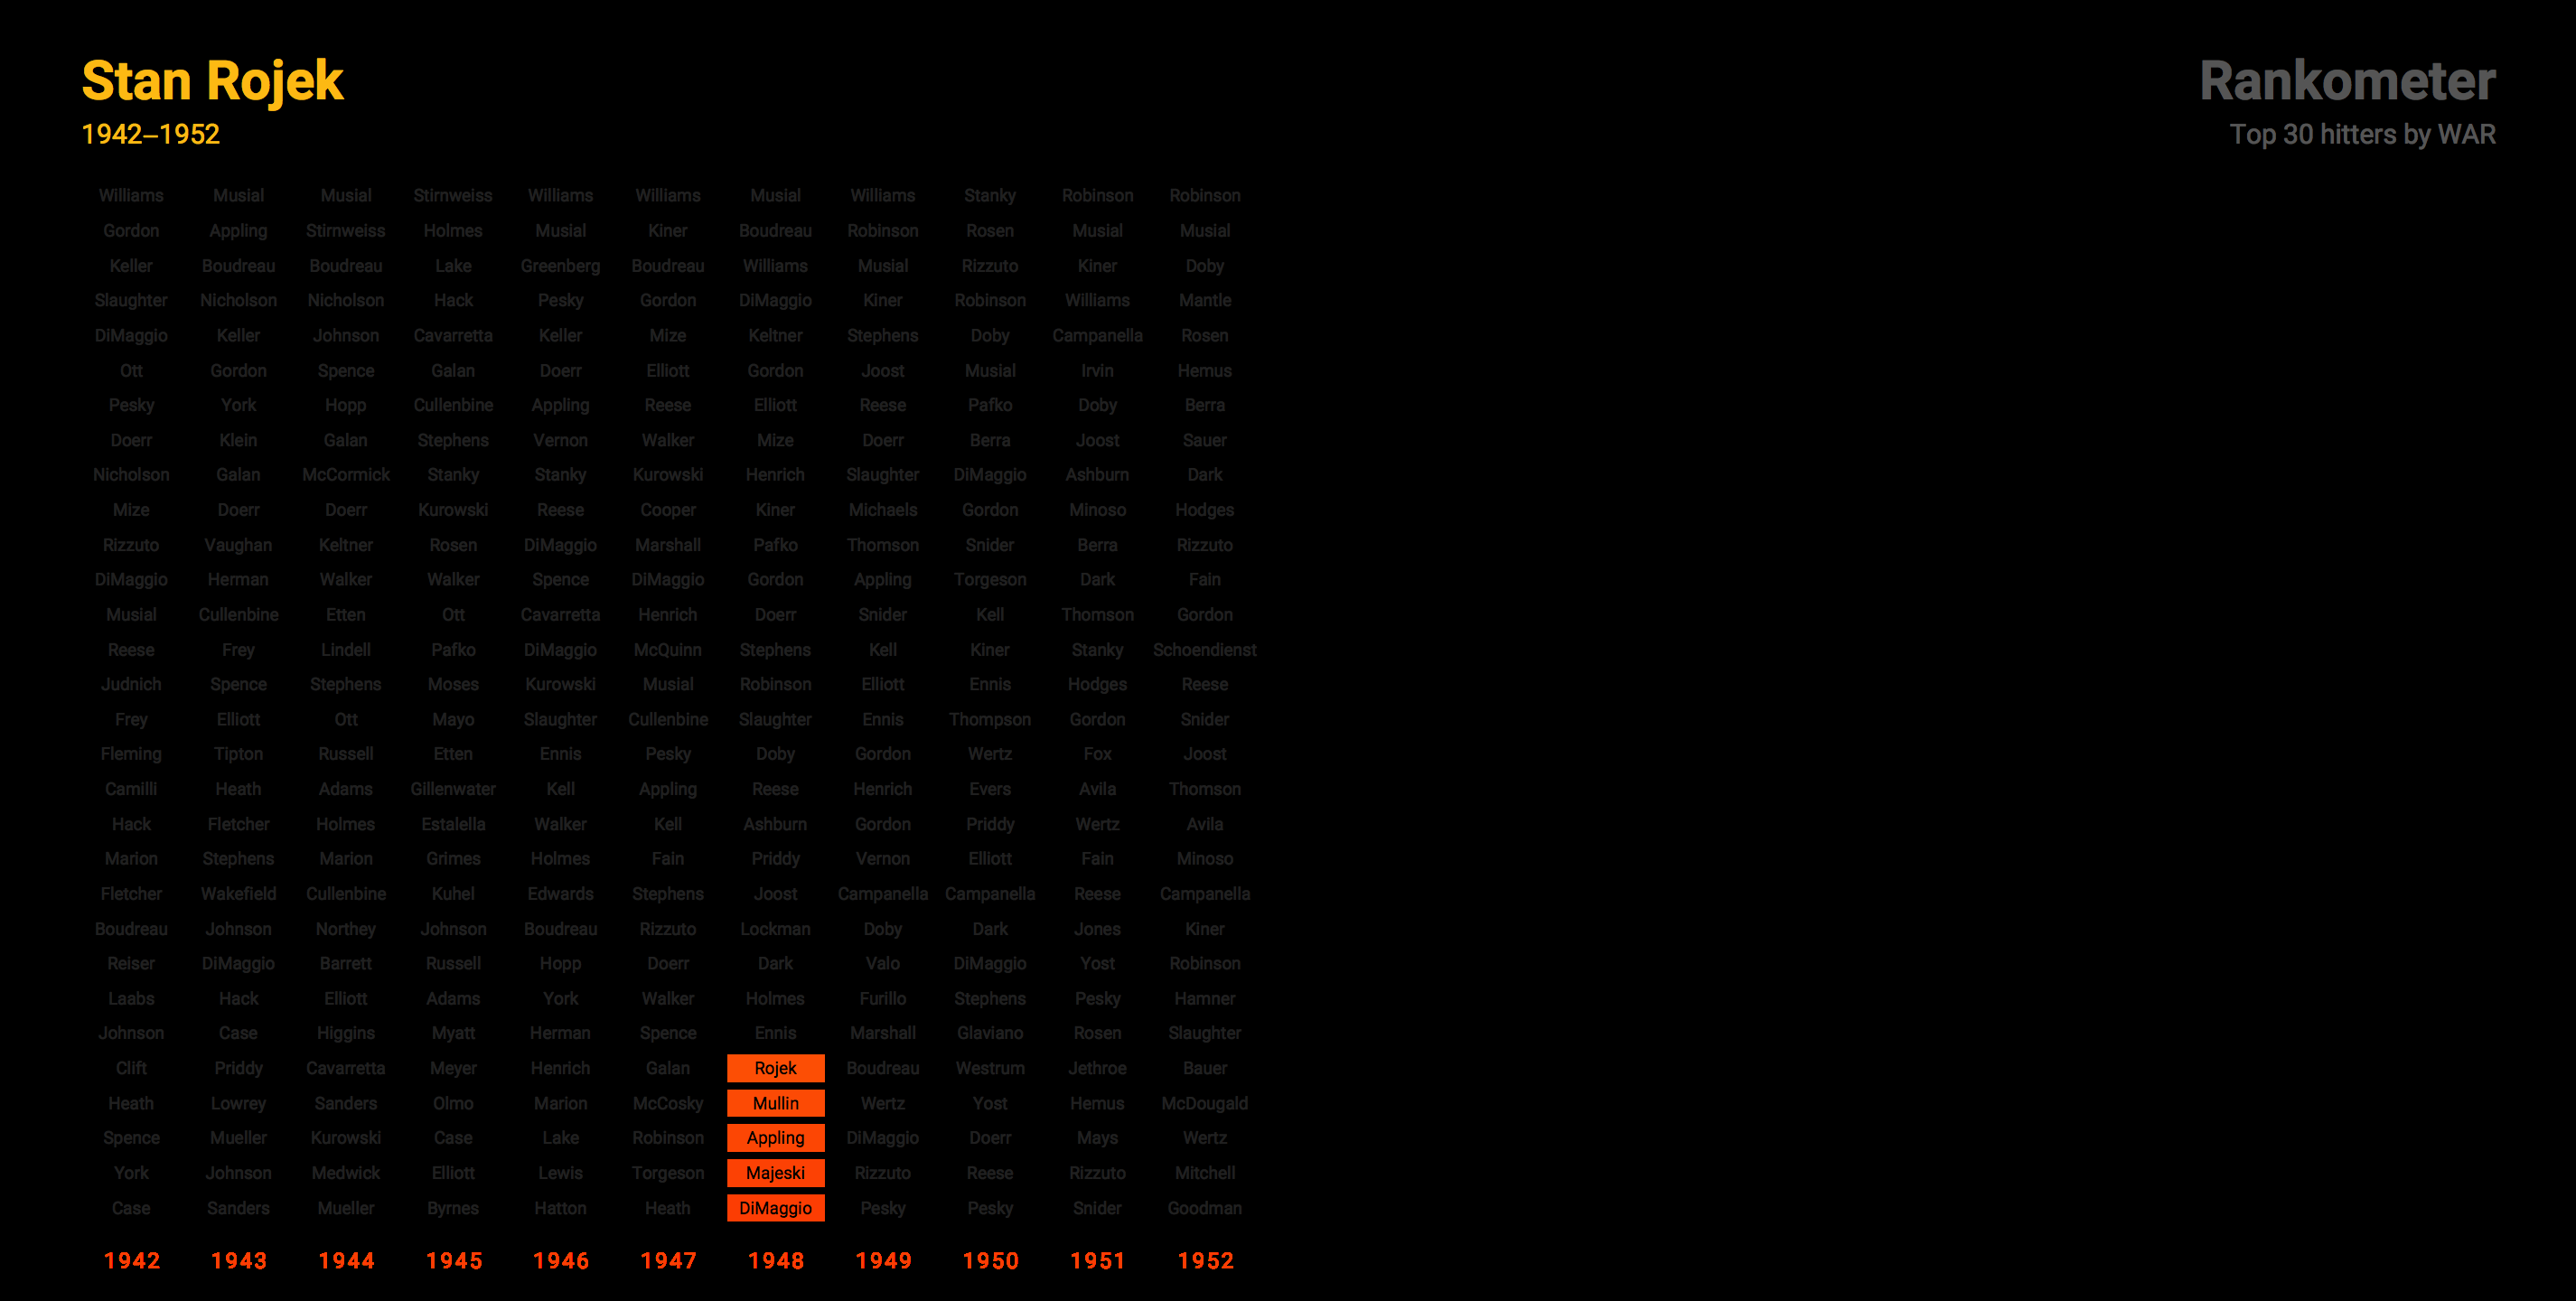 Stan Rojek
1942–1952
Rankometer
Top 30 hitters by WAR
Williams Musial Musial Stirnweiss Williams Williams Musial Williams Stanky Robinson Robinson
Gordon Appling Stirnweiss Holmes Musial Kiner Boudreau Robinson Rosen Musial Musial
Keller Boudreau Boudreau Lake Greenberg Boudreau Williams Musial Rizzuto Kiner Doby
Slaughter Nicholson Nicholson Hack Pesky Gordon DiMaggio Kiner Robinson Williams Mantle
DiMaggio Keller Johnson Cavarretta Keller Mize Keltner Stephens Doby Campanella Rosen
Ott Gordon Spence Galan Doerr Elliott Gordon Joost Musial Irvin Hemus
Pesky York Hopp Cullenbine Appling Reese Elliott Reese Pafko Doby Berra
Doerr Klein Galan Stephens Vernon Walker Mize Doerr Berra Joost Sauer
Nicholson Galan McCormick Stanky Stanky Kurowski Henrich Slaughter DiMaggio Ashburn Dark
Mize Doerr Doerr Kurowski Reese Cooper Kiner Michaels Gordon Minoso Hodges
Rizzuto Vaughan Keltner Rosen DiMaggio Marshall Pafko Thomson Snider Berra Rizzuto
DiMaggio Herman Walker Walker Spence DiMaggio Gordon Appling Torgeson Dark Fain
Musial Cullenbine Etten Ott Cavarretta Henrich Doerr Snider Kell Thomson Gordon
Reese Frey Lindell Pafko DiMaggio McQuinn Stephens Kell Kiner Stanky Schoendienst
Judnich Spence Stephens Moses Kurowski Musial Robinson Elliott Ennis Hodges Reese
Frey Elliott Ott Mayo Slaughter Cullenbine Slaughter Ennis Thompson Gordon Snider
Fleming Tipton Russell Etten Ennis Pesky Doby Gordon Wertz Fox Joost
Camilli Heath Adams Gillenwater Kell Appling Reese Henrich Evers Avila Thomson
Hack Fletcher Holmes Estalella Walker Kell Ashburn Gordon Priddy Wertz Avila
Marion Stephens Marion Grimes Holmes Fain Priddy Vernon Elliott Fain Minoso
Fletcher Wakefield Cullenbine Kuhel Edwards Stephens Joost Campanella Campanella Reese Campanella
Boudreau Johnson Northey Johnson Boudreau Rizzuto Lockman Doby Dark Jones Kiner
Reiser DiMaggio Barrett Russell Hopp Doerr Dark Valo DiMaggio Yost Robinson
Laabs Hack Elliott Adams York Walker Holmes Furillo Stephens Pesky Hamner
Johnson Case Higgins Myatt Herman Spence Ennis Marshall Glaviano Rosen Slaughter
Clift Priddy Cavarretta Meyer Henrich Galan Rojek Boudreau Westrum Jethroe Bauer
Heath Lowrey Sanders Olmo Marion McCosky Mullin Wertz Yost Hemus McDougald
Spence Mueller Kurowski Case Lake Robinson Appling DiMaggio Doerr Mays Wertz
York Johnson Medwick Elliott Lewis Torgeson Majeski Rizzuto Reese Rizzuto Mitchell
Case Sanders Mueller Byrnes Hatton Heath DiMaggio Pesky Pesky Snider Goodman
1942 1943 1944 1945 1946 1947 1948 1949 1950 1951 1952